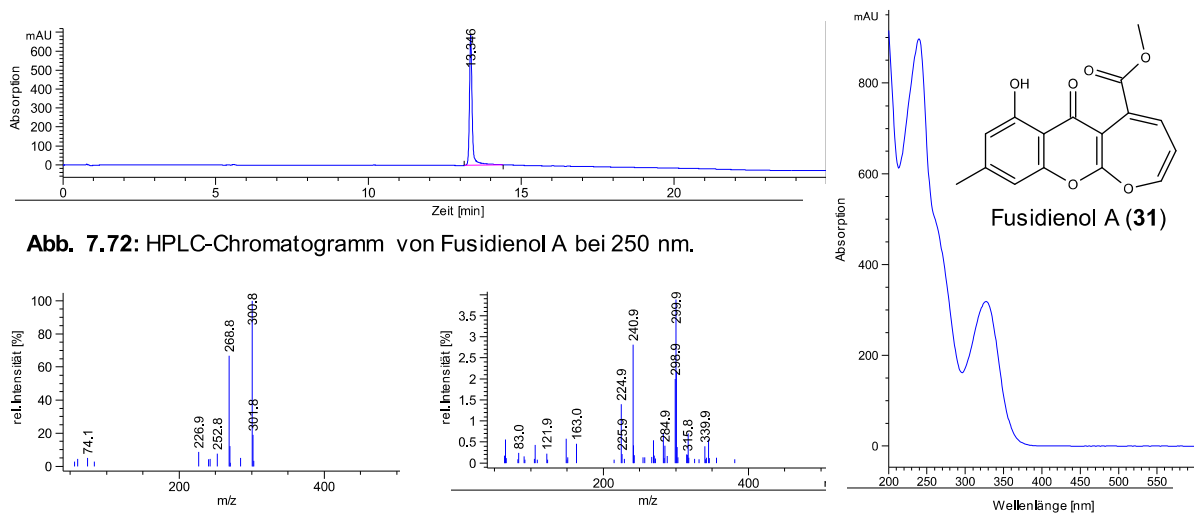 mAU
600
500
400
300
200
100
0
Absorption
13.346
0 5 10 15 20
Zeit [min]
Abb. 7.72: HPLC-Chromatogramm von Fusidienol A bei 250 nm.
100
80
60
40
20
0
rel. Intensität [%]
74.1
226.9
252.8
268.8
300.8
301.8
200 400
m/z
3.5
3
2.5
2
1.5
1
0.5
0
rel. Intensität [%]
83.0
121.9
163.0
224.9
225.9
240.9
284.9
298.9
299.9
315.8
339.9
200 400
m/z
mAU
800
600
400
200
0
Absorption
200 250 300 350 400 450 500 550
Wellenlänge [nm]
O
O
OH
O
O
O
Fusidienol A (31)